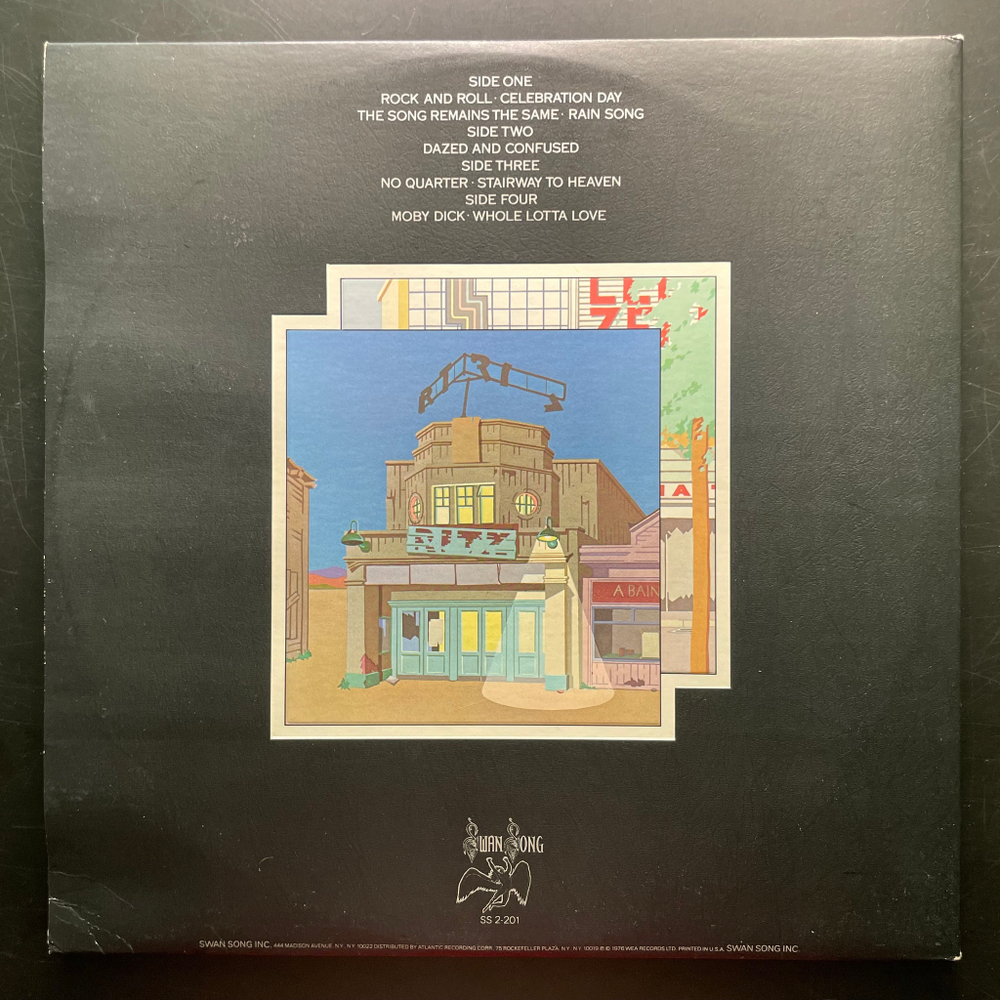 SIDE ONE
ROCK AND ROLL · CELEBRATION DAY
THE SONG REMAINS THE SAME · RAIN SONG
SIDE TWO
DAZED AND CONFUSED
SIDE THREE
NO QUARTER · STAIRWAY TO HEAVEN
SIDE FOUR
MOBY DICK · WHOLE LOTTA LOVE
RITZ
A BAIN
SWAN SONG
SS 2-201
SWAN SONG INC. 444 MADISON AVENUE, N.Y., N.Y. 10022 DISTRIBUTED BY ATLANTIC RECORDING CORP. 75 ROCKEFELLER PLAZA, N.Y. N.Y. 10019 ℗ © 1976 WEA RECORDS LTD. PRINTED IN U.S.A. SWAN SONG INC.